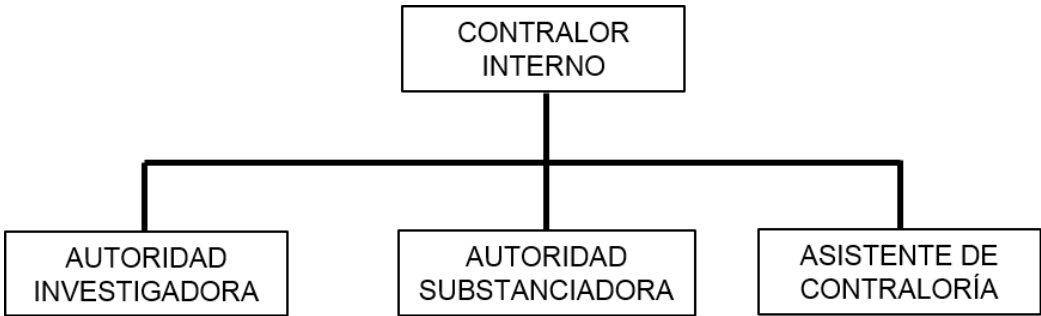 CONTRALOR
INTERNO
AUTORIDAD
INVESTIGADORA
AUTORIDAD
SUBSTANCIADORA
ASISTENTE DE
CONTRALORÍA